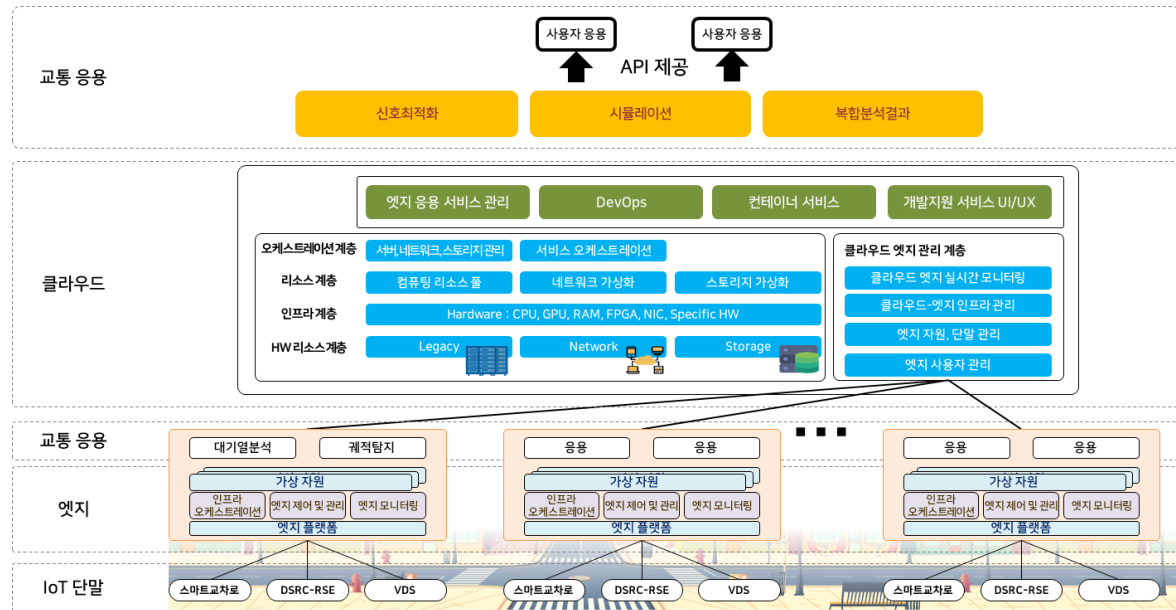 교통 응용
사용자 응용
사용자 응용
API 제공
신호최적화
시뮬레이션
복합분석결과
클라우드
엣지 응용 서비스 관리
DevOps
컨테이너 서비스
개발지원 서비스 UI/UX
오케스트레이션 계층
서버,네트워크,스토리지 관리
서비스 오케스트레이션
리소스 계층
컴퓨팅 리소스 풀
네트워크 가상화
스토리지 가상화
인프라 계층
Hardware : CPU, GPU, RAM, FPGA, NIC, Specific HW
HW 리소스 계층
Legacy
Network
Storage
클라우드 엣지 관리 계층
클라우드 엣지 실시간 모니터링
클라우드-엣지 인프라 관리
엣지 자원, 단말 관리
엣지 사용자 관리
교통 응용
대기열분석
궤적탐지
응용
응용
응용
응용
엣지
가상 자원
인프라
오케스트레이션
엣지 제어 및 관리
엣지 모니터링
엣지 플랫폼
가상 자원
인프라
오케스트레이션
엣지 제어 및 관리
엣지 모니터링
엣지 플랫폼
가상 자원
인프라
오케스트레이션
엣지 제어 및 관리
엣지 모니터링
엣지 플랫폼
IoT 단말
스마트교차로
DSRC-RSE
VDS
스마트교차로
DSRC-RSE
VDS
스마트교차로
DSRC-RSE
VDS